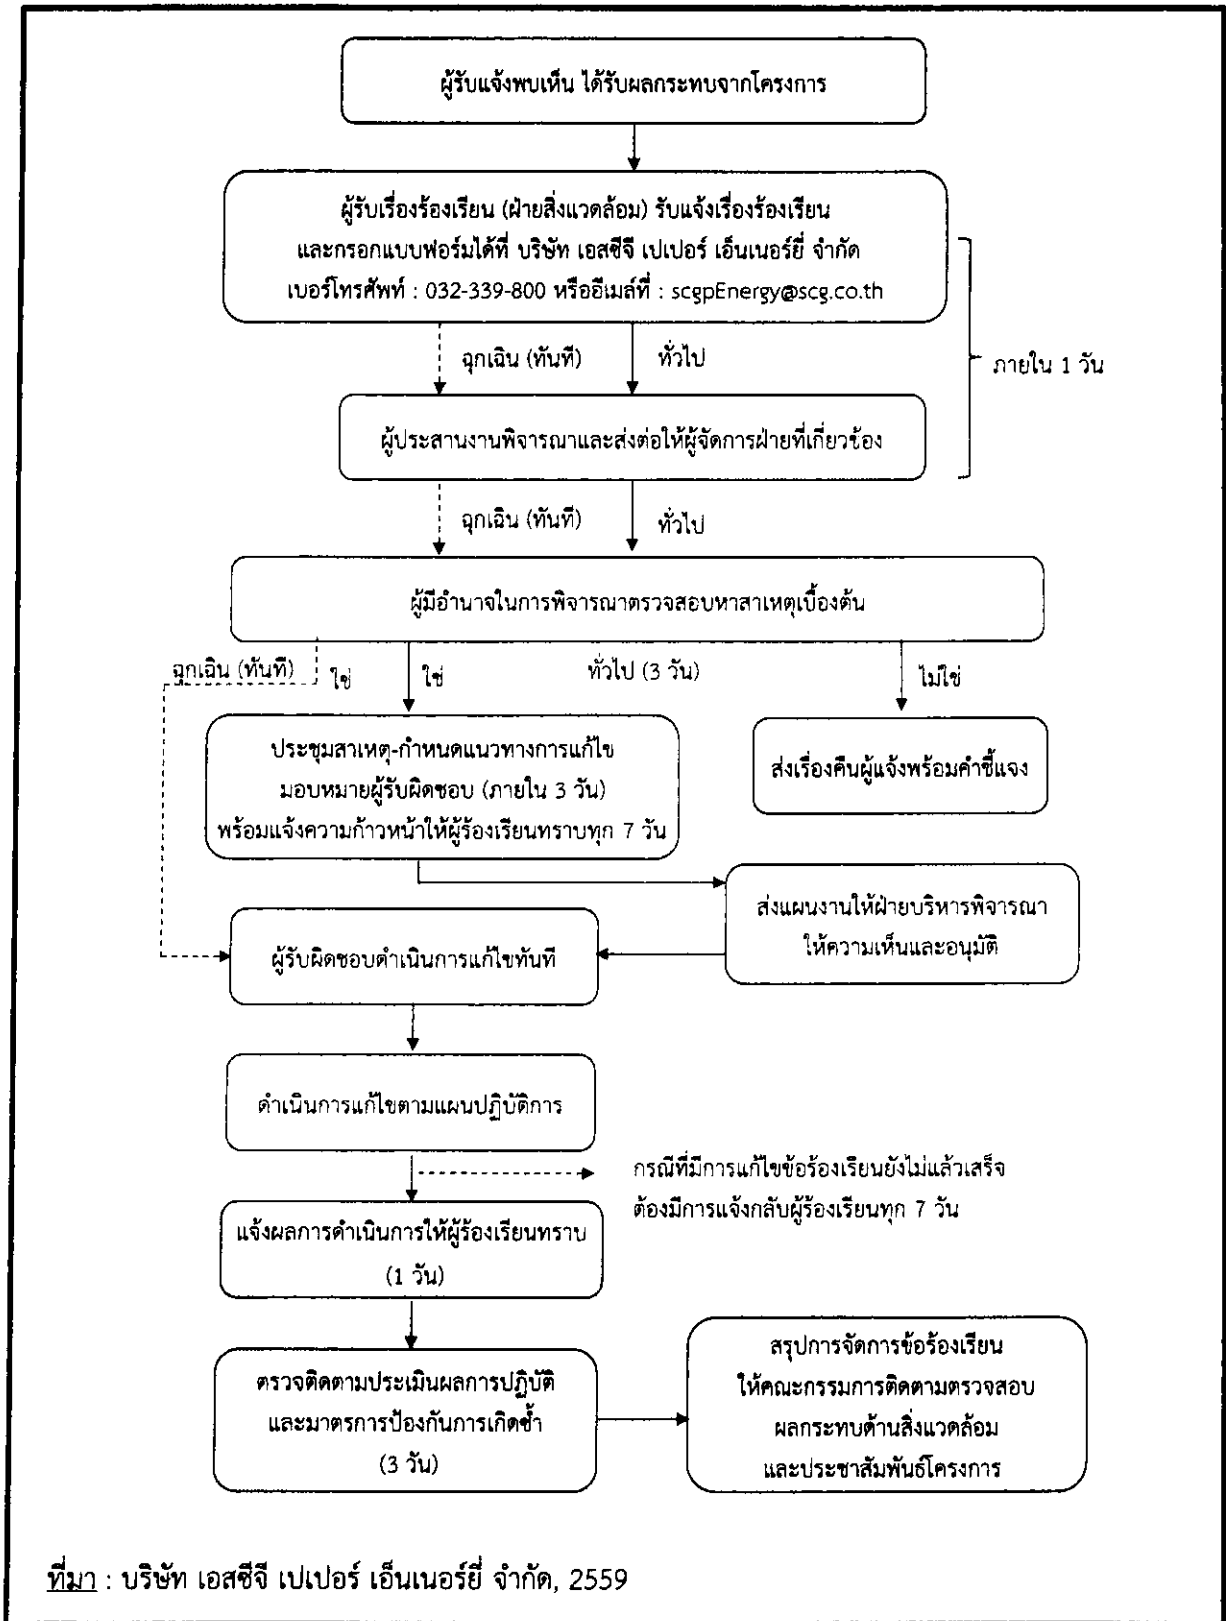 ผู้รับแจ้งพบเห็น ได้รับผลกระทบจากโครงการ
ผู้รับเรื่องร้องเรียน (ฝ่ายสิ่งแวดล้อม) รับแจ้งเรื่องร้องเรียน
และกรอกแบบฟอร์มได้ที่ บริษัท เอสซีจี เปเปอร์ เอ็นเนอร์ยี่ จำกัด
เบอร์โทรศัพท์ : 032-339-800 หรืออีเมล์ที่ : scgpEnergy@scg.co.th
ฉุกเฉิน (ทันที) ทั่วไป
ภายใน 1 วัน
ผู้ประสานงานพิจารณาและส่งต่อให้ผู้จัดการฝ่ายที่เกี่ยวข้อง
ฉุกเฉิน (ทันที) ทั่วไป
ผู้มีอำนาจในการพิจารณาตรวจสอบหาสาเหตุเบื้องต้น
ฉุกเฉิน (ทันที) ใช่ ใช่ ทั่วไป (3 วัน) ไม่ใช่
ประชุมสาเหตุ-กำหนดแนวทางการแก้ไข
มอบหมายผู้รับผิดชอบ (ภายใน 3 วัน)
พร้อมแจ้งความก้าวหน้าให้ผู้ร้องเรียนทราบทุก 7 วัน
ส่งเรื่องคืนผู้แจ้งพร้อมคำชี้แจง
ส่งแผนงานให้ฝ่ายบริหารพิจารณา
ให้ความเห็นและอนุมัติ
ผู้รับผิดชอบดำเนินการแก้ไขทันที
ดำเนินการแก้ไขตามแผนปฏิบัติการ
กรณีที่มีการแก้ไขข้อร้องเรียนยังไม่แล้วเสร็จ
ต้องมีการแจ้งกลับผู้ร้องเรียนทุก 7 วัน
แจ้งผลการดำเนินการให้ผู้ร้องเรียนทราบ
(1 วัน)
ตรวจติดตามประเมินผลการปฏิบัติ
และมาตรการป้องกันการเกิดซ้ำ
(3 วัน)
สรุปการจัดการข้อร้องเรียน
ให้คณะกรรมการติดตามตรวจสอบ
ผลกระทบด้านสิ่งแวดล้อม
และประชาสัมพันธ์โครงการ
ที่มา : บริษัท เอสซีจี เปเปอร์ เอ็นเนอร์ยี่ จำกัด, 2559